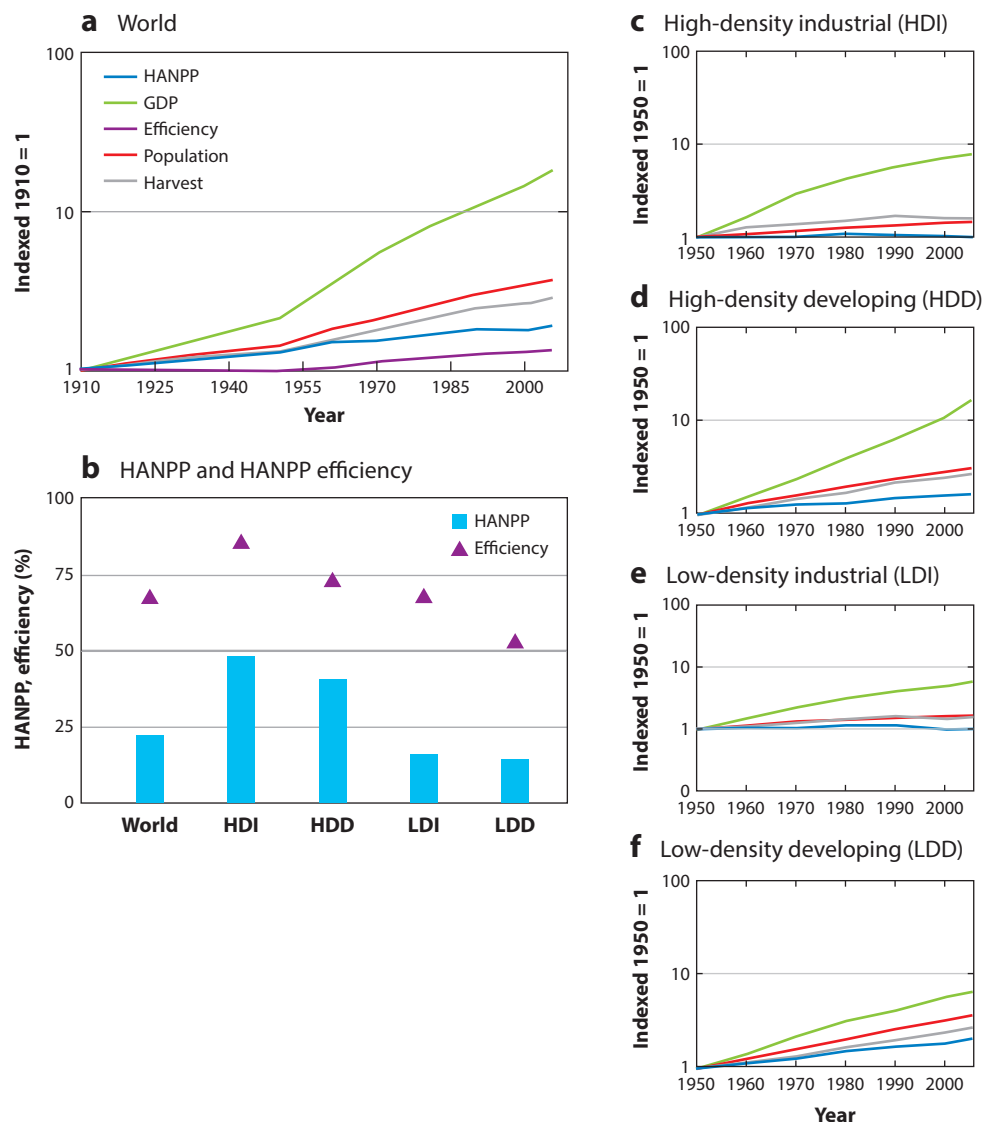 a World
100
10
1
Indexed 1910 = 1
HANPP
GDP
Efficiency
Population
Harvest
1910 1925 1940 1955 1970 1985 2000
Year
b HANPP and HANPP efficiency
100
75
50
25
0
HANPP, efficiency (%)
HANPP
Efficiency
World HDI HDD LDI LDD
c High-density industrial (HDI)
100
10
1
Indexed 1950 = 1
1950 1960 1970 1980 1990 2000
d High-density developing (HDD)
100
10
1
Indexed 1950 = 1
1950 1960 1970 1980 1990 2000
e Low-density industrial (LDI)
100
10
1
0
Indexed 1950 = 1
1950 1960 1970 1980 1990 2000
f Low-density developing (LDD)
100
10
1
Indexed 1950 = 1
1950 1960 1970 1980 1990 2000
Year